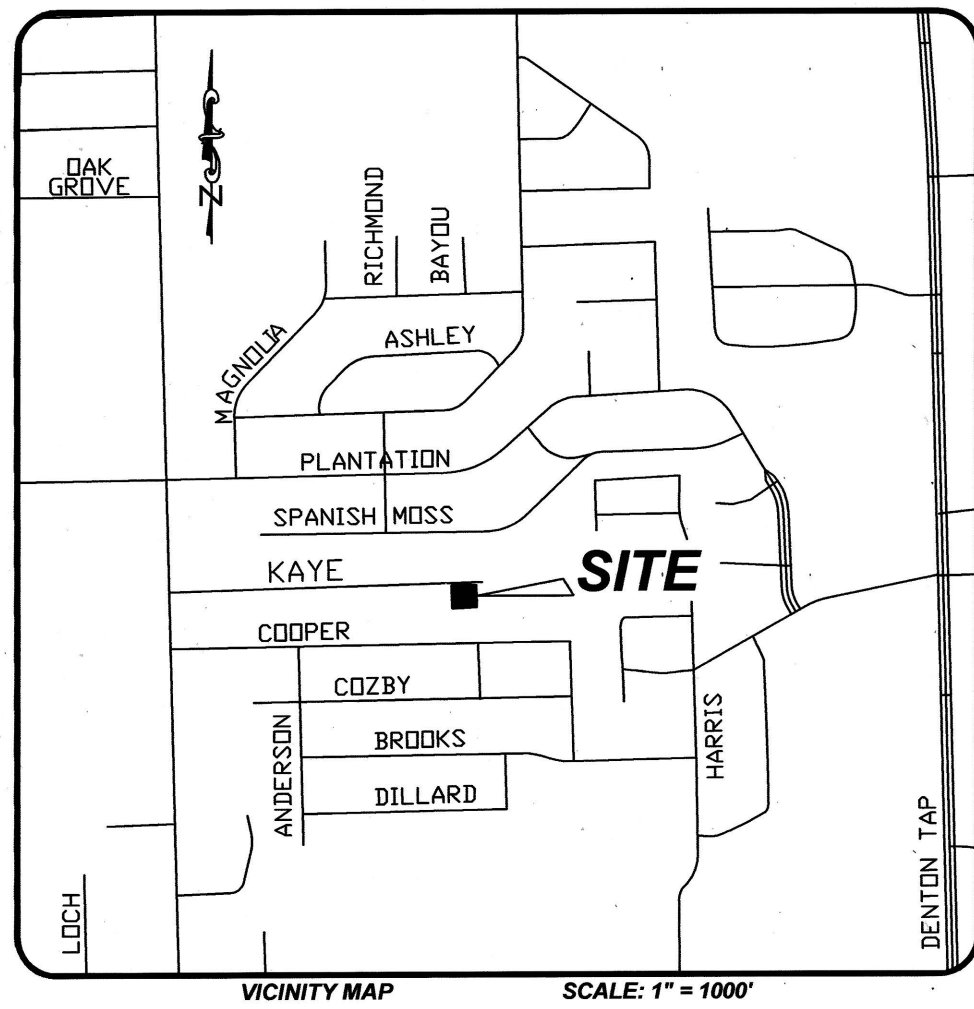 OAK
GROVE
N
RICHMOND
BAYOU
MAGNOLIA
ASHLEY
PLANTATION
SPANISH MOSS
KAYE
SITE
COOPER
COZBY
ANDERSON
BROOKS
HARRIS
DILLARD
DENTON TAP
LOCH
VICINITY MAP
SCALE: 1" = 1000'